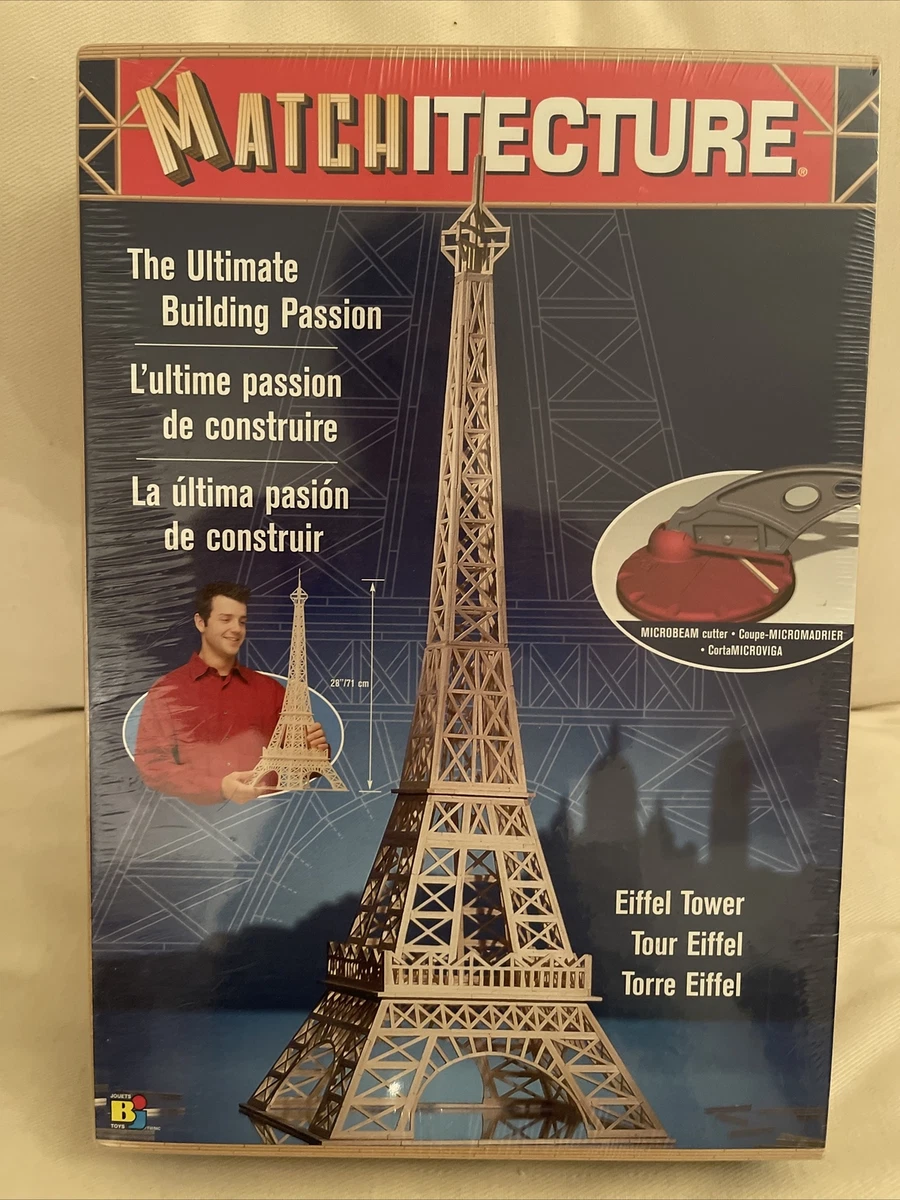 MATCHITECTURE®
The Ultimate
Building Passion
L'ultime passion
de construire
La última pasión
de construir
28"/71 cm
MICROBEAM cutter • Coupe-MICROMADRIER
• CortaMICROVIGA
Eiffel Tower
Tour Eiffel
Torre Eiffel
JOUETS
BJ
TOYS